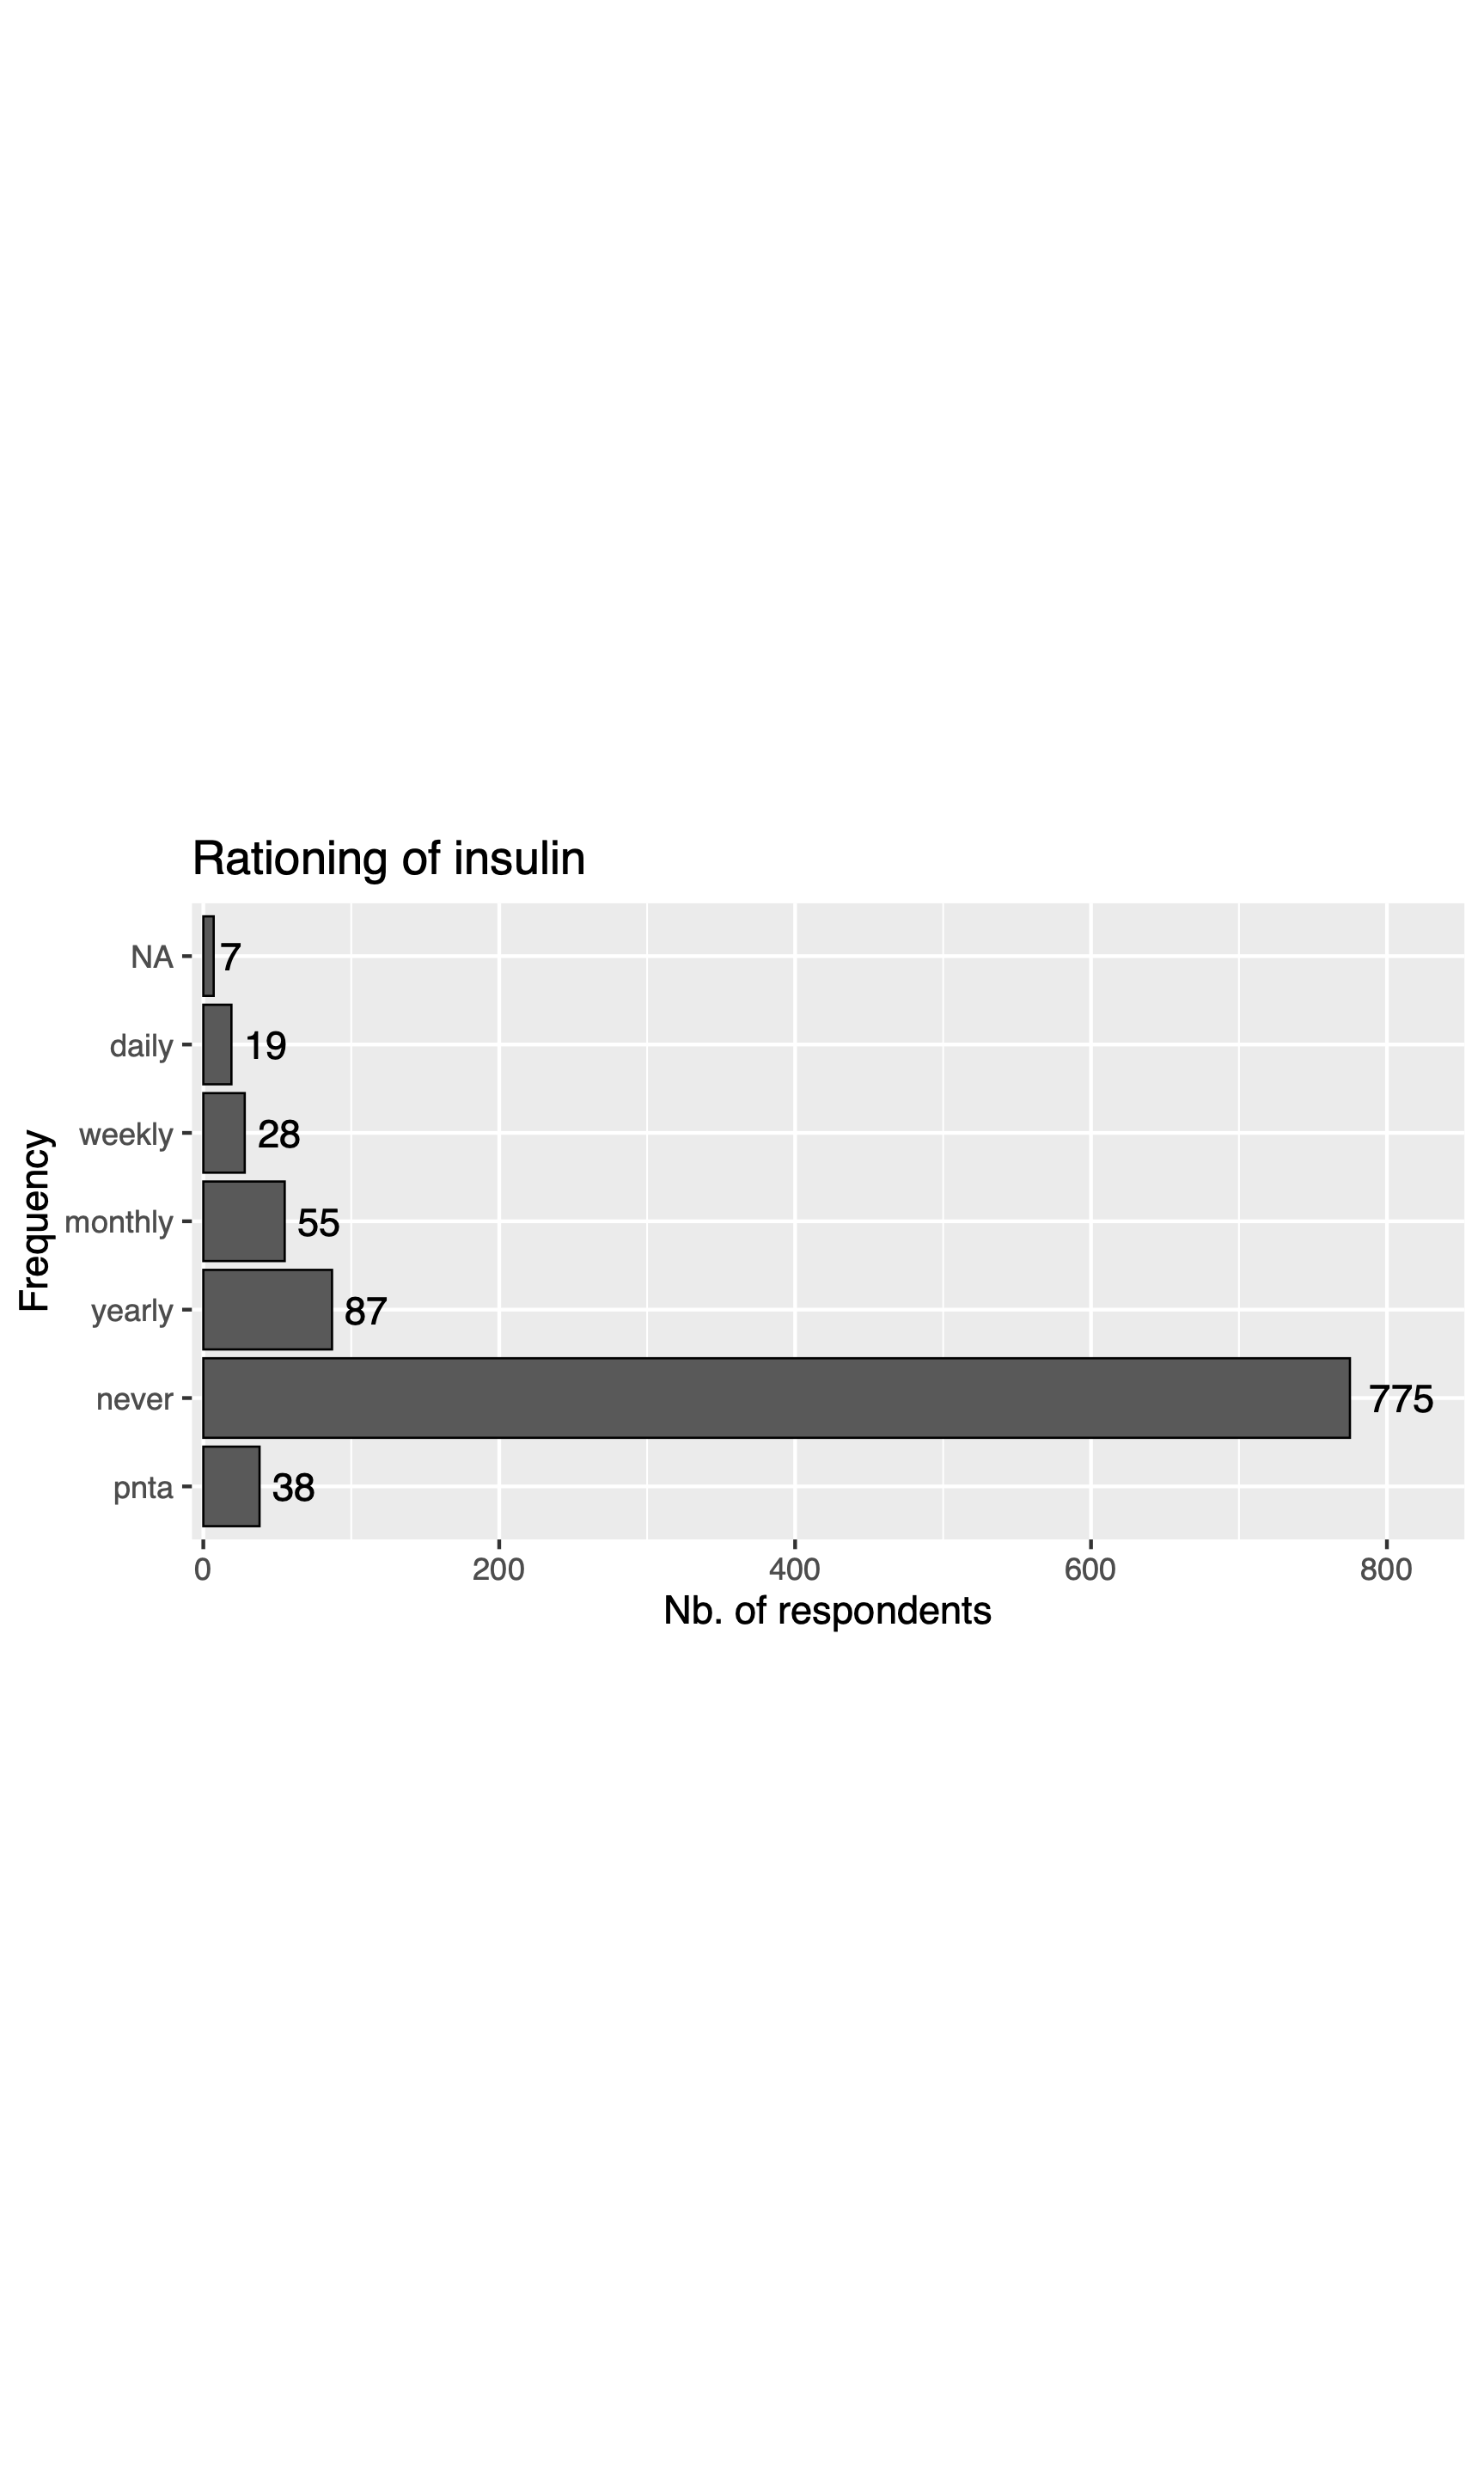 Rationing of insulin
Frequency
NA 7
daily 19
weekly 28
monthly 55
yearly 87
never 775
pnta 38
0 200 400 600 800
Nb. of respondents